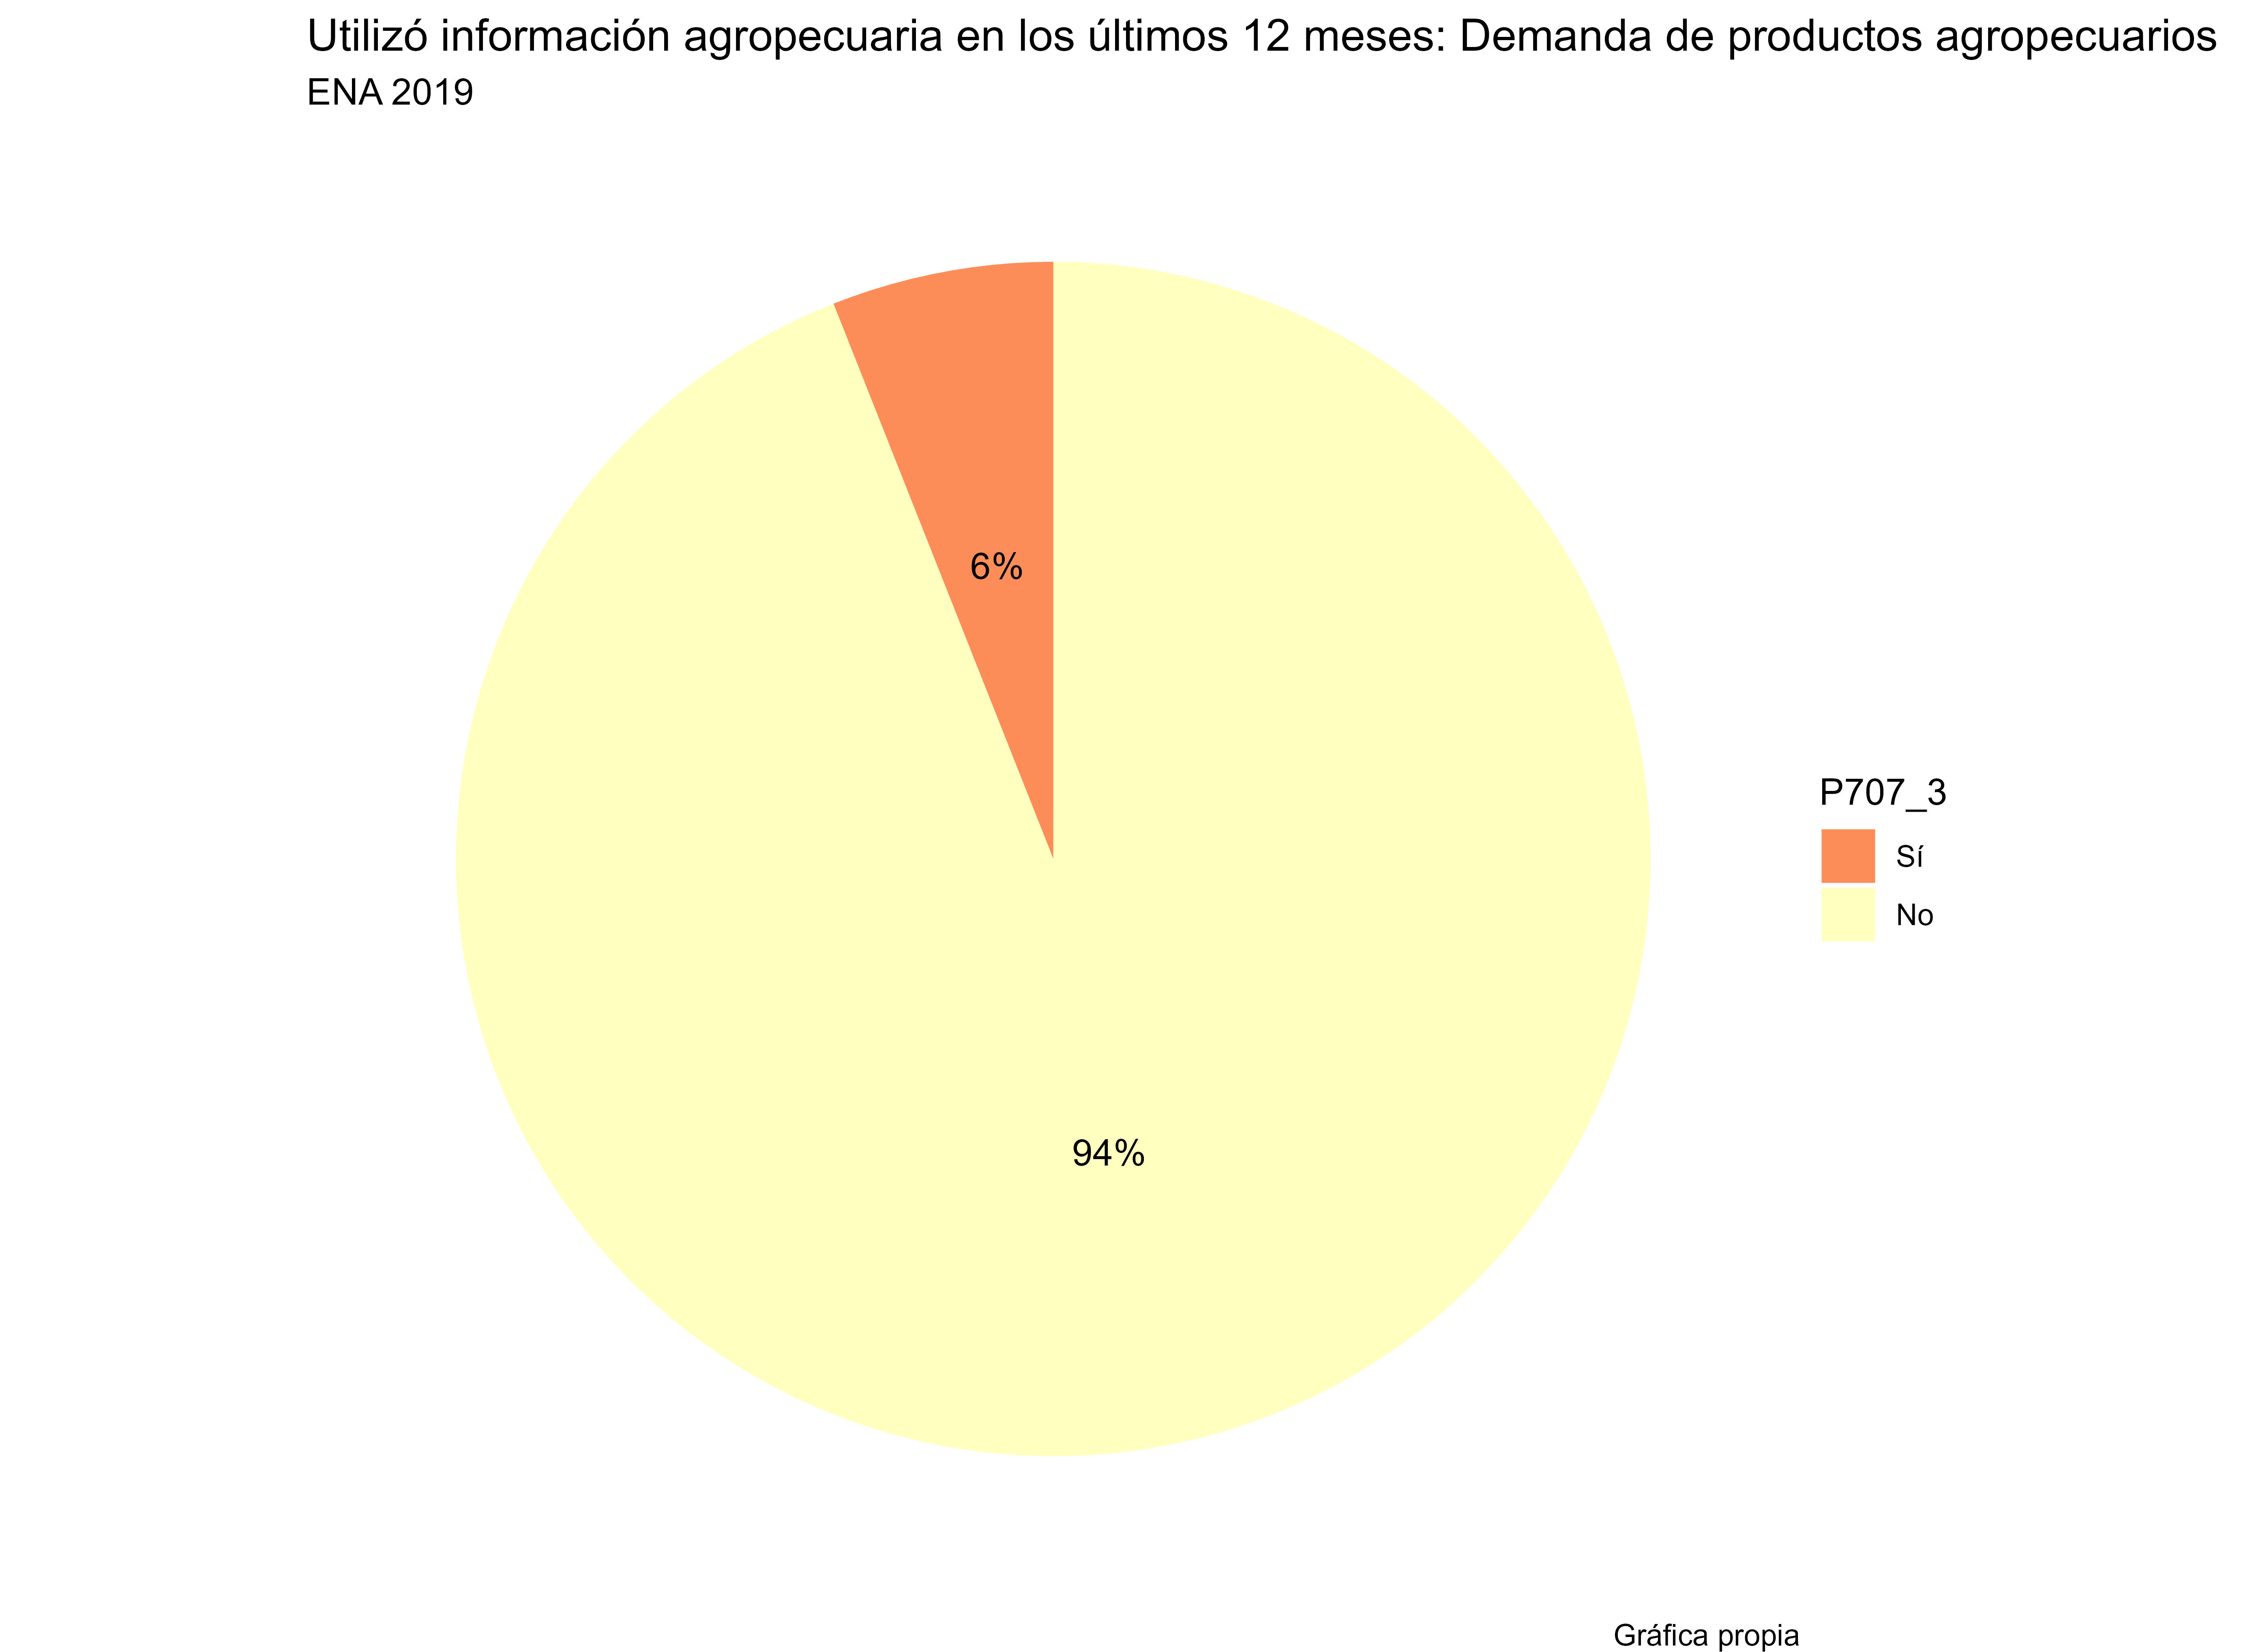 Utilizó información agropecuaria en los últimos 12 meses: Demanda de productos agropecuarios
ENA 2019
6%
P707_3
Sí
No
94%
Gráfica propia